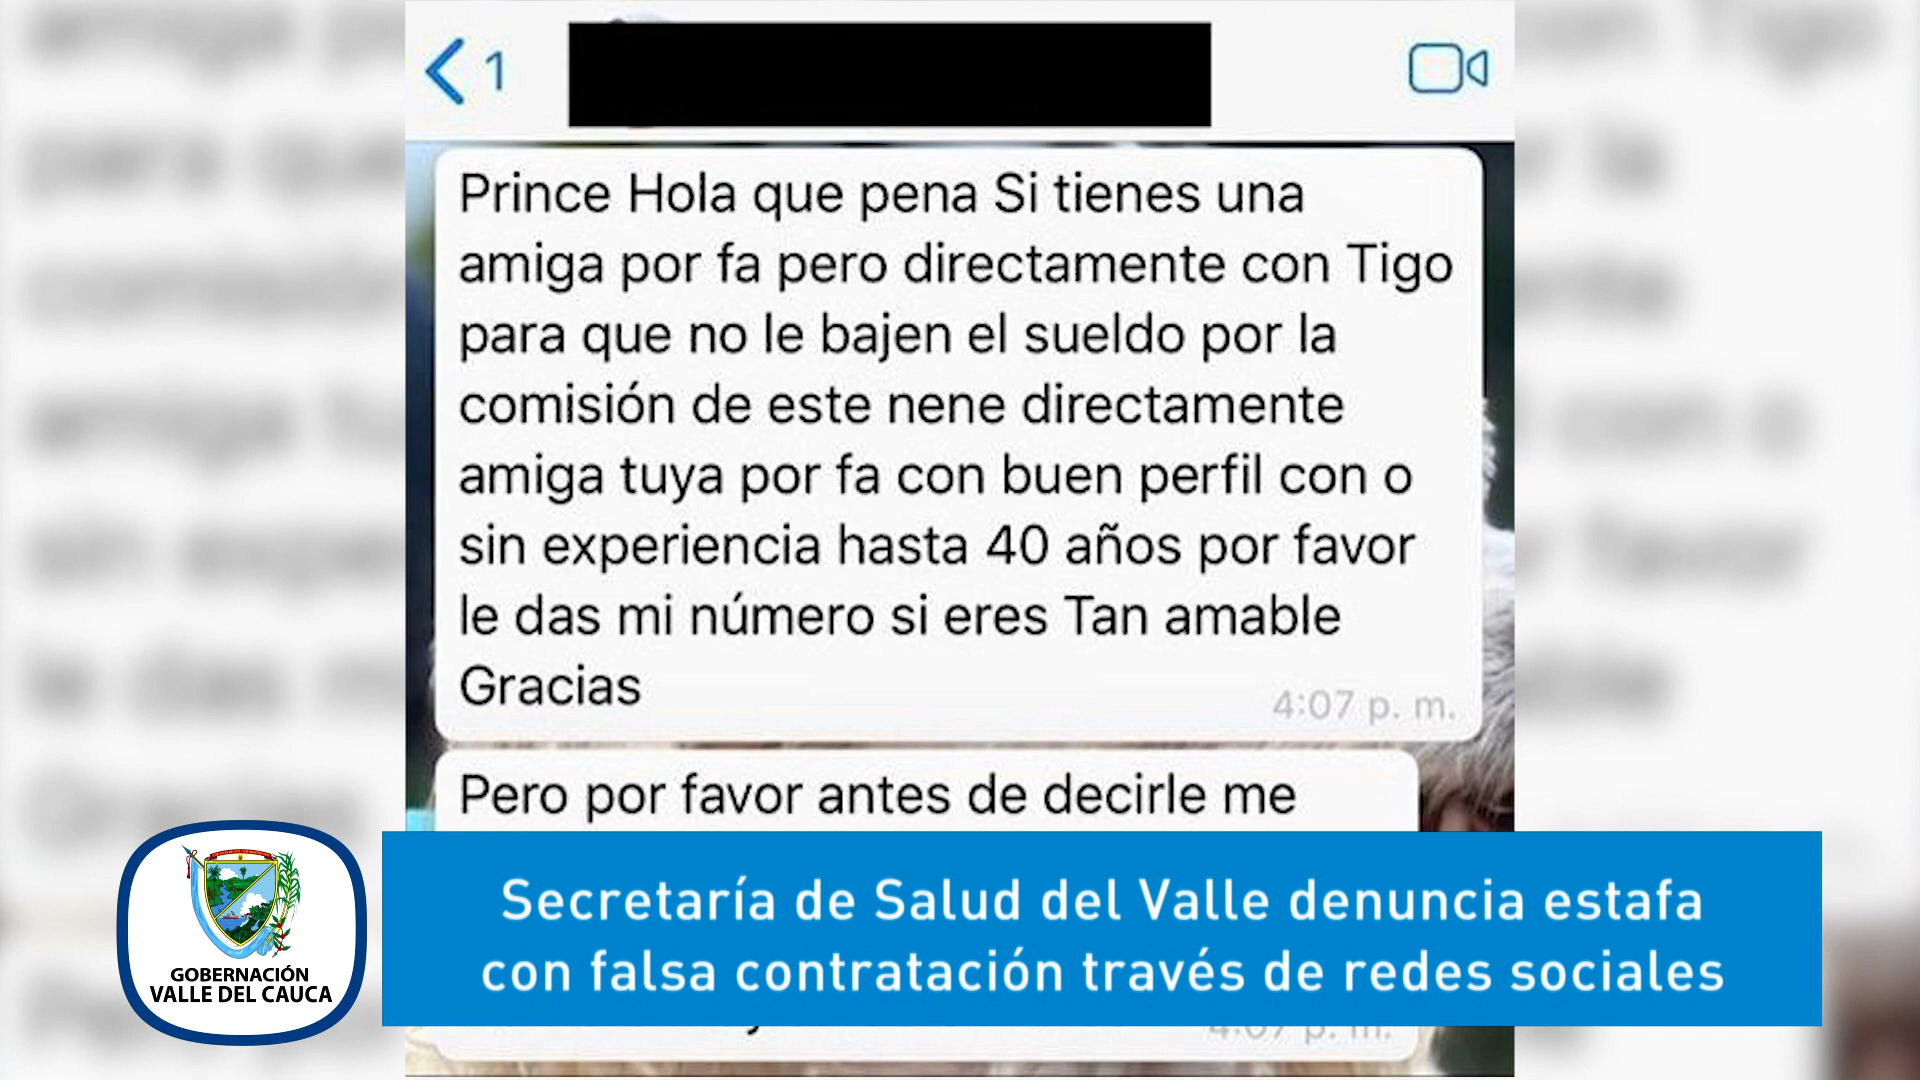 1
Prince Hola que pena Si tienes una
amiga por fa pero directamente con Tigo
para que no le bajen el sueldo por la
comisión de este nene directamente
amiga tuya por fa con buen perfil con o
sin experiencia hasta 40 años por favor
le das mi número si eres Tan amable
Gracias
4:07 p. m.
Pero por favor antes de decirle me
Secretaría de Salud del Valle denuncia estafa
con falsa contratación través de redes sociales
GOBERNACIÓN
VALLE DEL CAUCA
4:07 p. m.